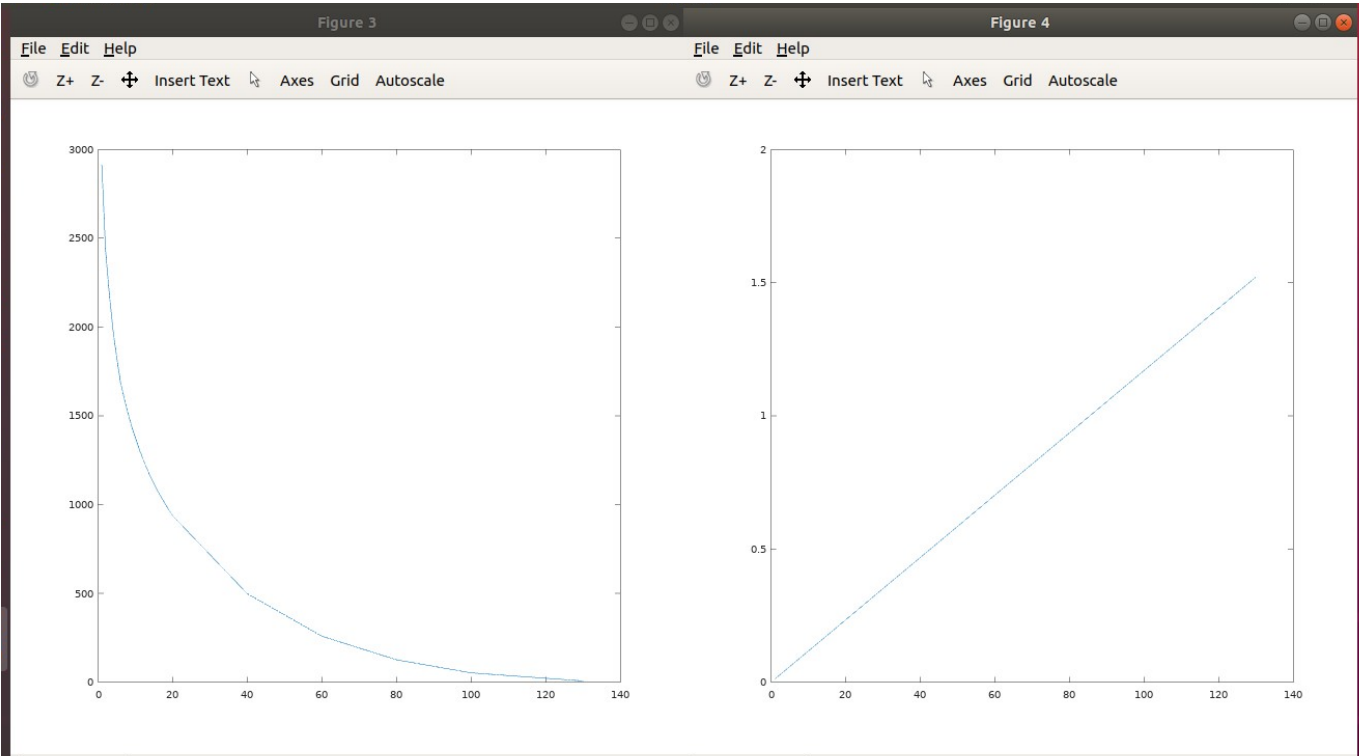 Figure 3
File Edit Help
Z+ Z- Insert Text Axes Grid Autoscale
3000
2500
2000
1500
1000
500
0
0 20 40 60 80 100 120 140
Figure 4
File Edit Help
Z+ Z- Insert Text Axes Grid Autoscale
2
1.5
1
0.5
0
0 20 40 60 80 100 120 140